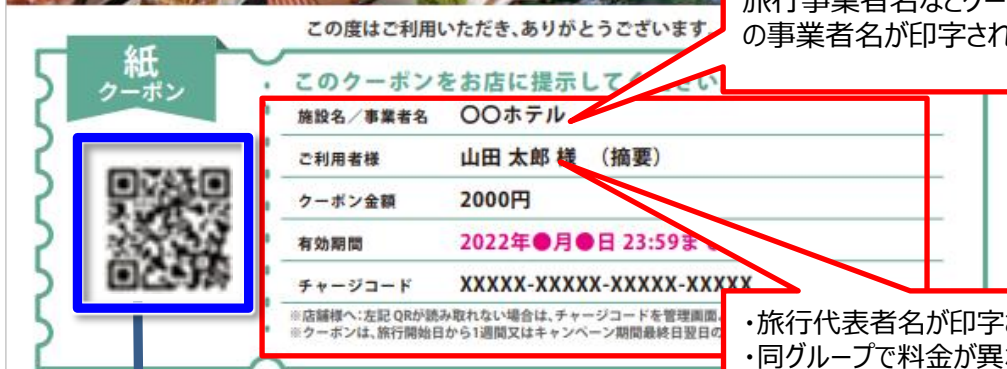 旅行事業者名などクー
の事業者名が印字され
この度はご利用いただき、ありがとうございます。
紙
クーポン
このクーポンをお店に提示してください
施設名／事業者名 〇〇ホテル
ご利用者様 山田 太郎 様 （摘要）
クーポン金額 2000円
有効期間 2022年●月●日 23:59ま
チャージコード XXXXX-XXXXX-XXXXX-XXXXX
※店舗様へ:左記 QRが読み取れない場合は、チャージコードを管理画面
※クーポンは、旅行開始日から1週間又はキャンペーン期間最終日翌日の
・旅行代表者名が印字
・同グループで料金が異